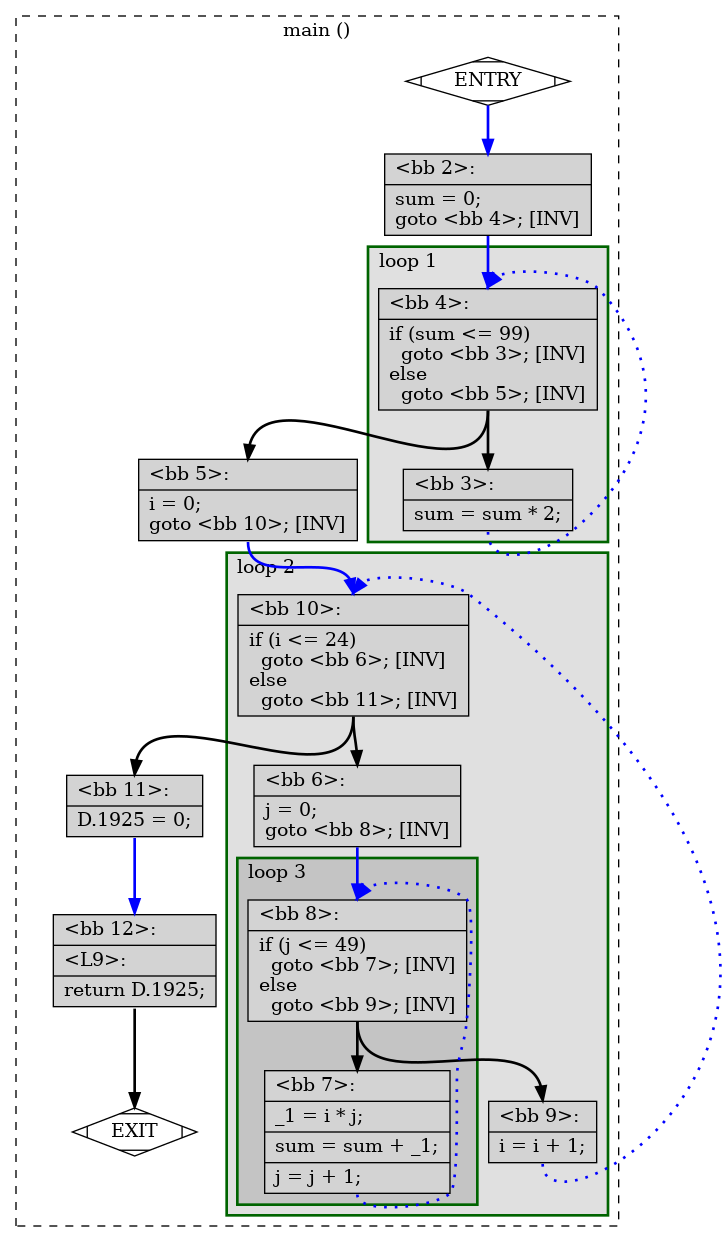 main ()
ENTRY
<bb 2>:
sum = 0;
goto <bb 4>; [INV]
loop 1
<bb 4>:
if (sum <= 99)
  goto <bb 3>; [INV]
else
  goto <bb 5>; [INV]
<bb 5>:
i = 0;
goto <bb 10>; [INV]
<bb 3>:
sum = sum * 2;
loop 2
<bb 10>:
if (i <= 24)
  goto <bb 6>; [INV]
else
  goto <bb 11>; [INV]
<bb 11>:
D.1925 = 0;
<bb 6>:
j = 0;
goto <bb 8>; [INV]
loop 3
<bb 8>:
if (j <= 49)
  goto <bb 7>; [INV]
else
  goto <bb 9>; [INV]
<bb 12>:
<L9>:
return D.1925;
<bb 7>:
_1 = i * j;
sum = sum + _1;
j = j + 1;
<bb 9>:
i = i + 1;
EXIT